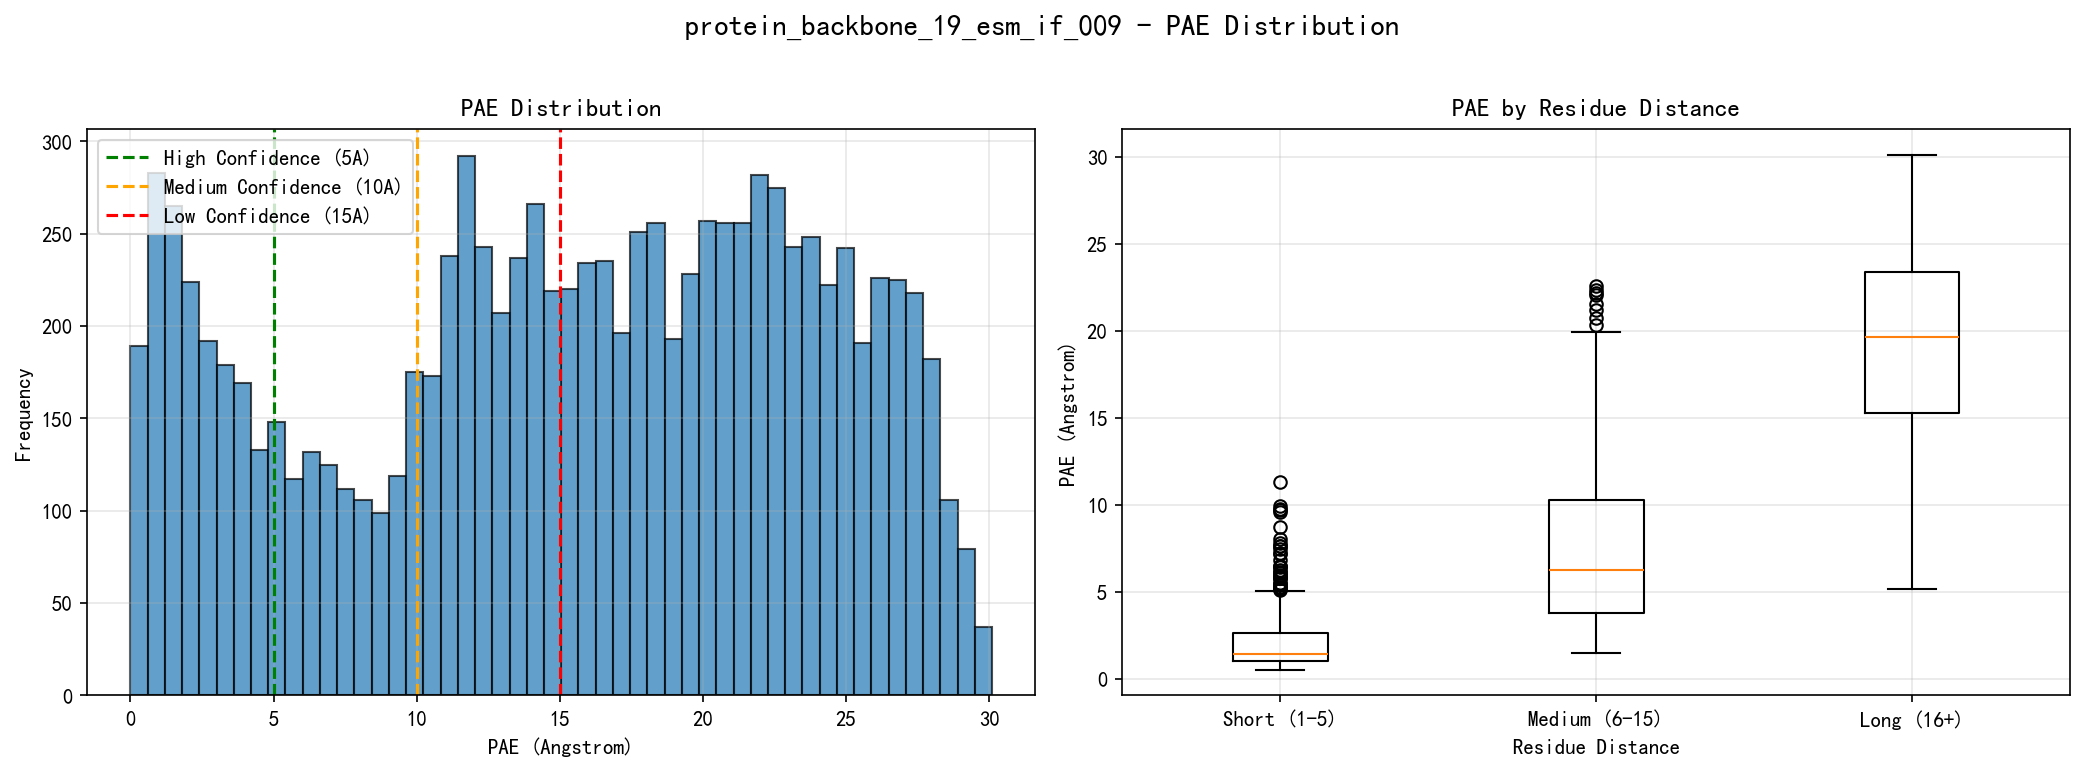 protein_backbone_19_esm_if_009 - PAE Distribution
PAE Distribution
300
250
200
150
100
50
0
Frequency
High Confidence (5A)
Medium Confidence (10A)
Low Confidence (15A)
0 5 10 15 20 25 30
PAE (Angstrom)
PAE by Residue Distance
30
25
20
15
10
5
0
PAE (Angstrom)
Short (1-5) Medium (6-15) Long (16+)
Residue Distance